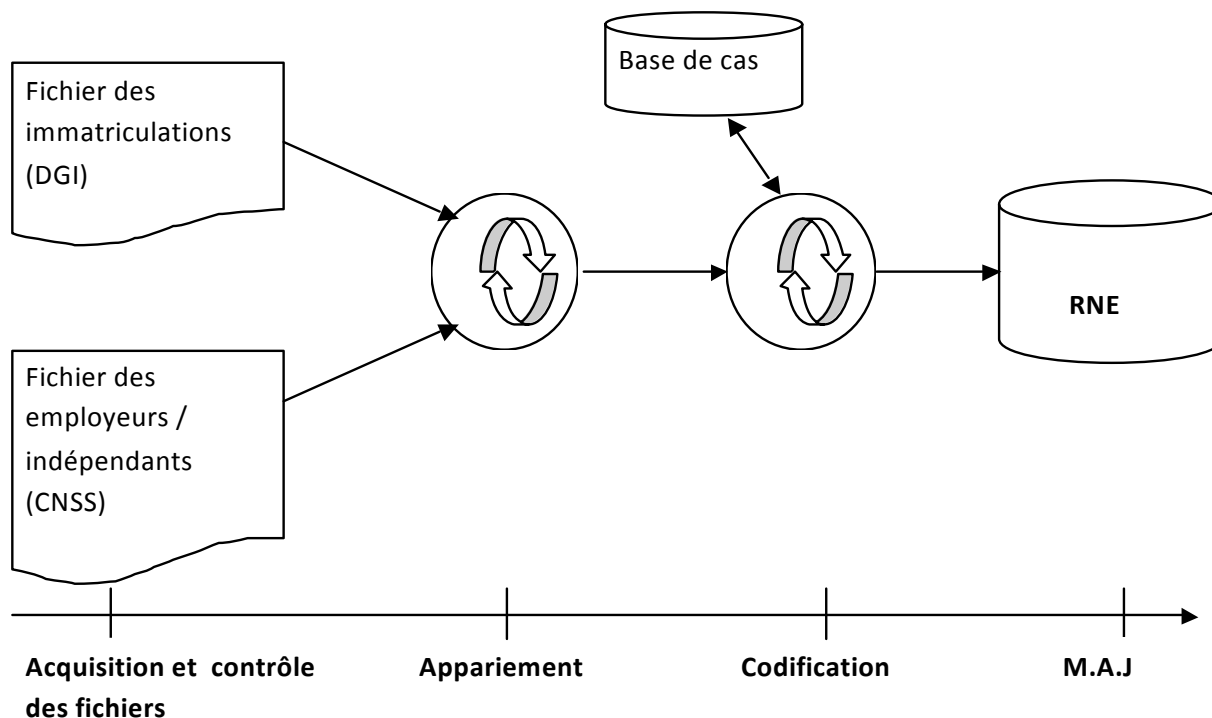 Base de cas
Fichier des
immatriculations
(DGI)
RNE
Fichier des
employeurs /
indépendants
(CNSS)
Acquisition et contrôle
des fichiers
Appariement
Codification
M.A.J